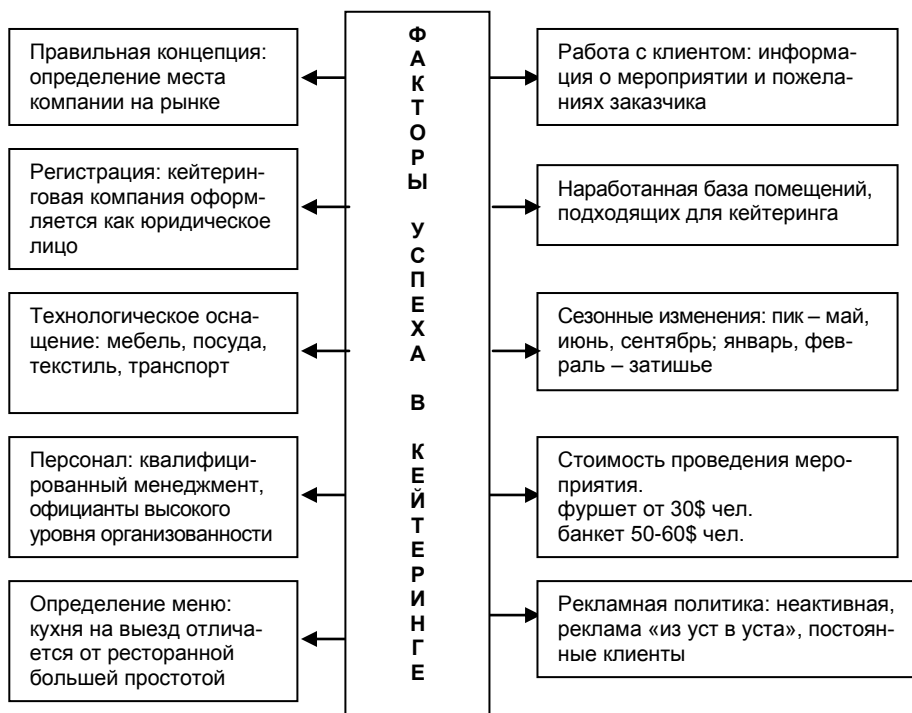 Правильная концепция:
определение места
компании на рынке
Регистрация: кейтерин-
говая компания оформ-
ляется как юридическое
лицо
Технологическое осна-
щение: мебель, посуда,
текстиль, транспорт
Персонал: квалифици-
рованный менеджмент,
официанты высокого
уровня организованности
Определение меню:
кухня на выезд отлича-
ется от ресторанной
большей простотой
ФАКТОРЫ УСПЕХА В КЕЙТЕРИНГЕ
Работа с клиентом: информа-
ция о мероприятии и пожела-
ниях заказчика
Наработанная база помещений,
подходящих для кейтеринга
Сезонные изменения: пик – май,
июнь, сентябрь; январь, фев-
раль – затишье
Стоимость проведения меро-
приятия.
фуршет от 30$ чел.
банкет 50-60$ чел.
Рекламная политика: неактивная,
реклама «из уст в уста», постоян-
ные клиенты